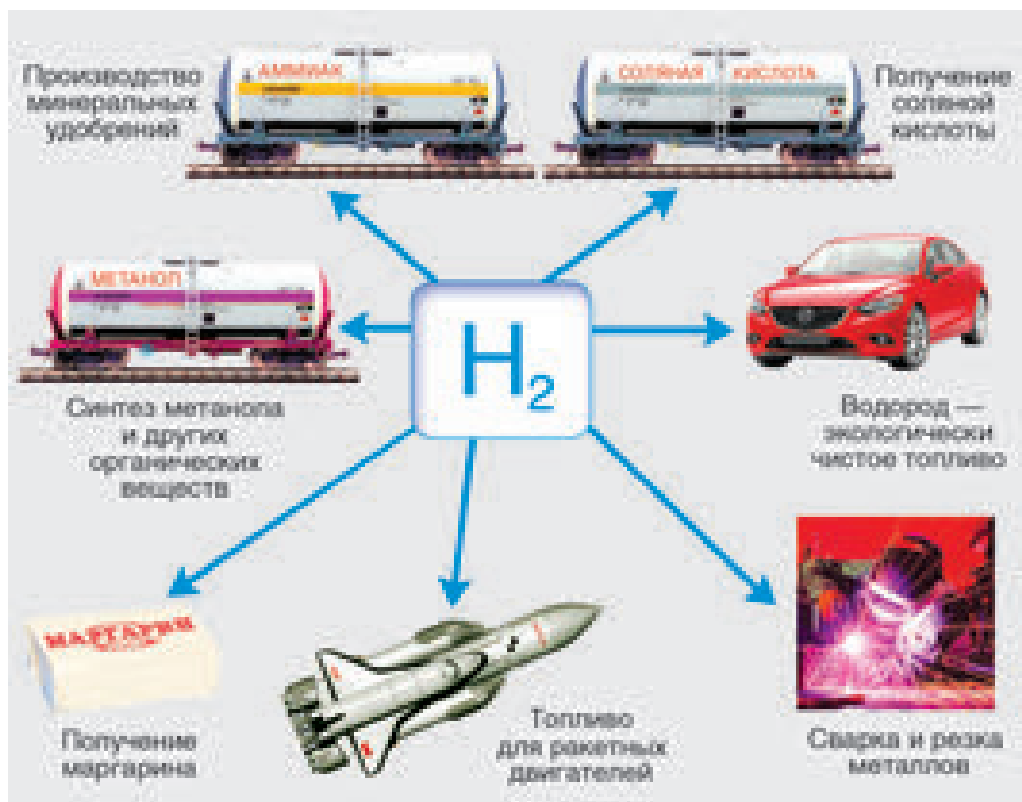 Производство
минеральных
удобрений
АММИАК
СОЛЯНАЯ КИСЛОТА
Получение
соляной
кислоты
МЕТАНОЛ
H₂
Синтез метанола
и других
органических
веществ
Водород —
экологически
чистое топливо
МАРГАРИН
Получение
маргарина
Топливо
для ракетных
двигателей
Сварка и резка
металлов